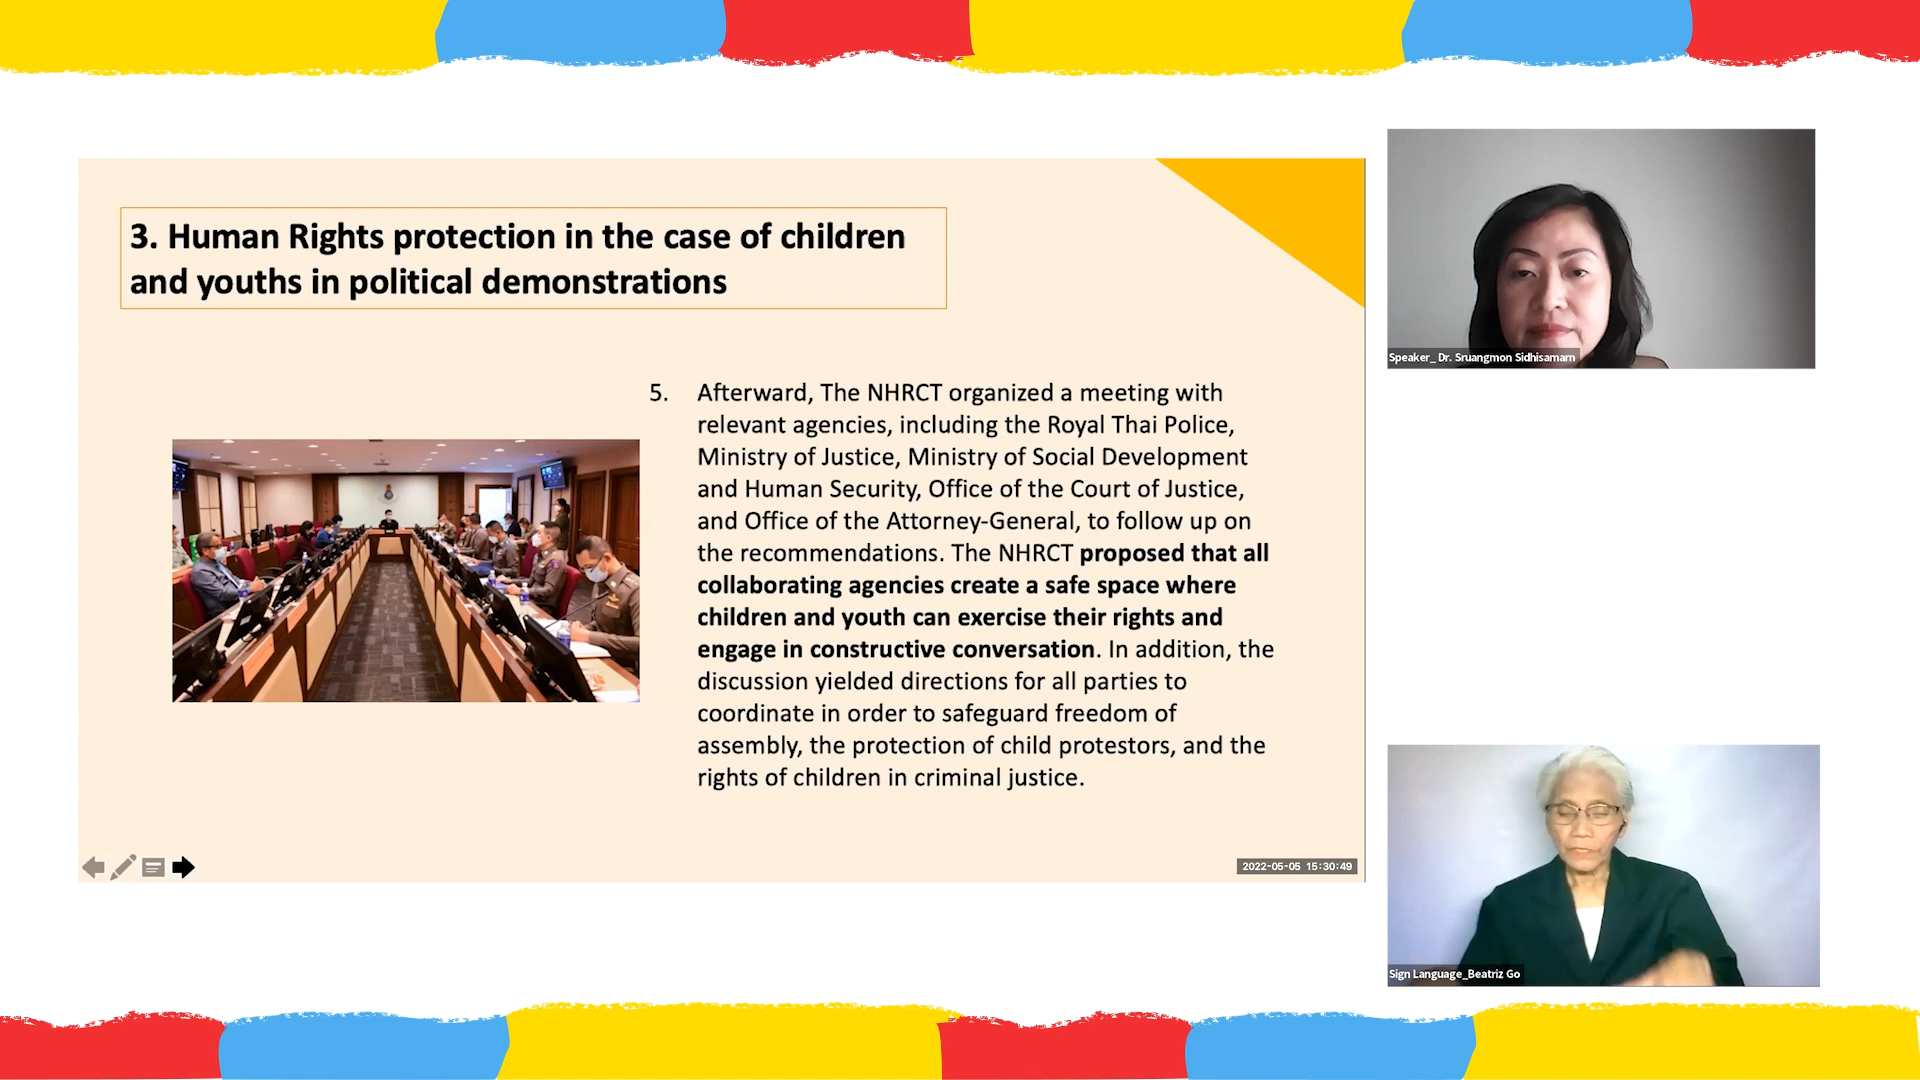 3. Human Rights protection in the case of children
and youths in political demonstrations
5. Afterward, The NHRCT organized a meeting with
relevant agencies, including the Royal Thai Police,
Ministry of Justice, Ministry of Social Development
and Human Security, Office of the Court of Justice,
and Office of the Attorney-General, to follow up on
the recommendations. The NHRCT proposed that all
collaborating agencies create a safe space where
children and youth can exercise their rights and
engage in constructive conversation. In addition, the
discussion yielded directions for all parties to
coordinate in order to safeguard freedom of
assembly, the protection of child protestors, and the
rights of children in criminal justice.
2022-05-05 15:30:49
Speaker_ Dr. Sruangmon Sidhisamarn
Sign Language_Beatriz Go